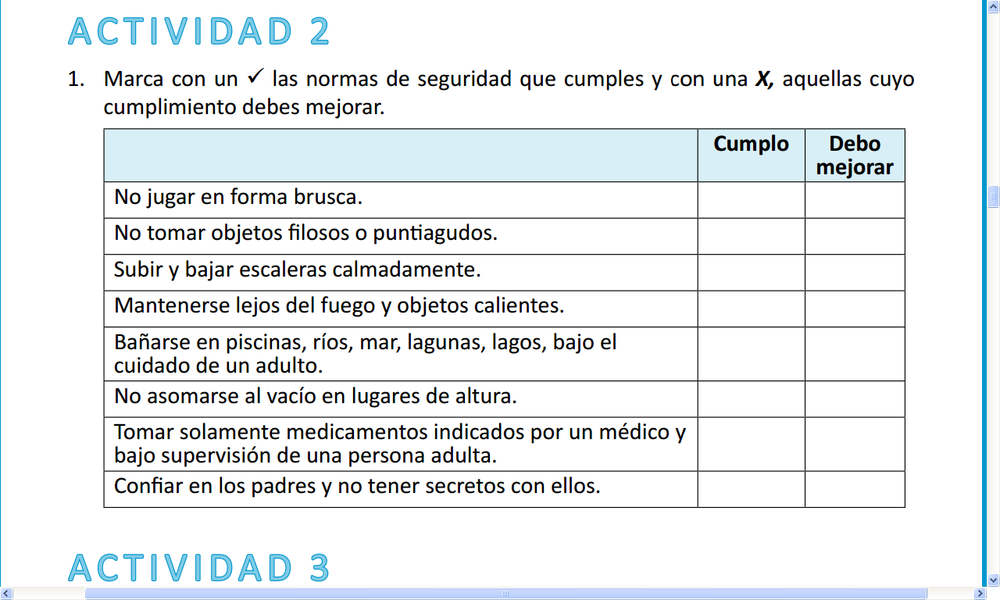 ACTIVIDAD 2
1. Marca con un ✓ las normas de seguridad que cumples y con una X, aquellas cuyo
cumplimiento debes mejorar.
Cumplo
Debo
mejorar
No jugar en forma brusca.
No tomar objetos filosos o puntiagudos.
Subir y bajar escaleras calmadamente.
Mantenerse lejos del fuego y objetos calientes.
Bañarse en piscinas, ríos, mar, lagunas, lagos, bajo el
cuidado de un adulto.
No asomarse al vacío en lugares de altura.
Tomar solamente medicamentos indicados por un médico y
bajo supervisión de una persona adulta.
Confiar en los padres y no tener secretos con ellos.
ACTIVIDAD 3